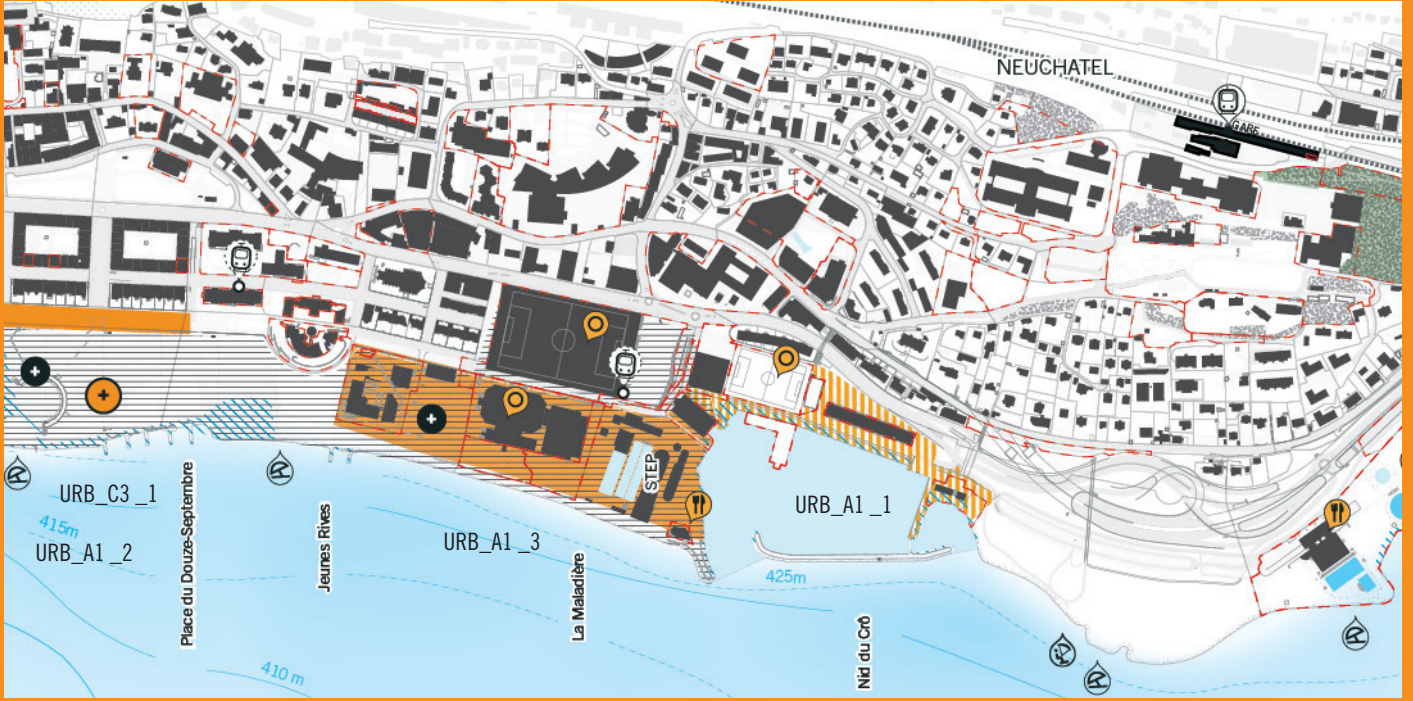 NEUCHATEL
GARE
STEP
URB_C3 _1
415m
URB_A1 _2
Place du Douze-Septembre
Jeunes Rives
URB_A1 _3
La Maladière
URB_A1 _1
425m
Nid du Crô
410 m